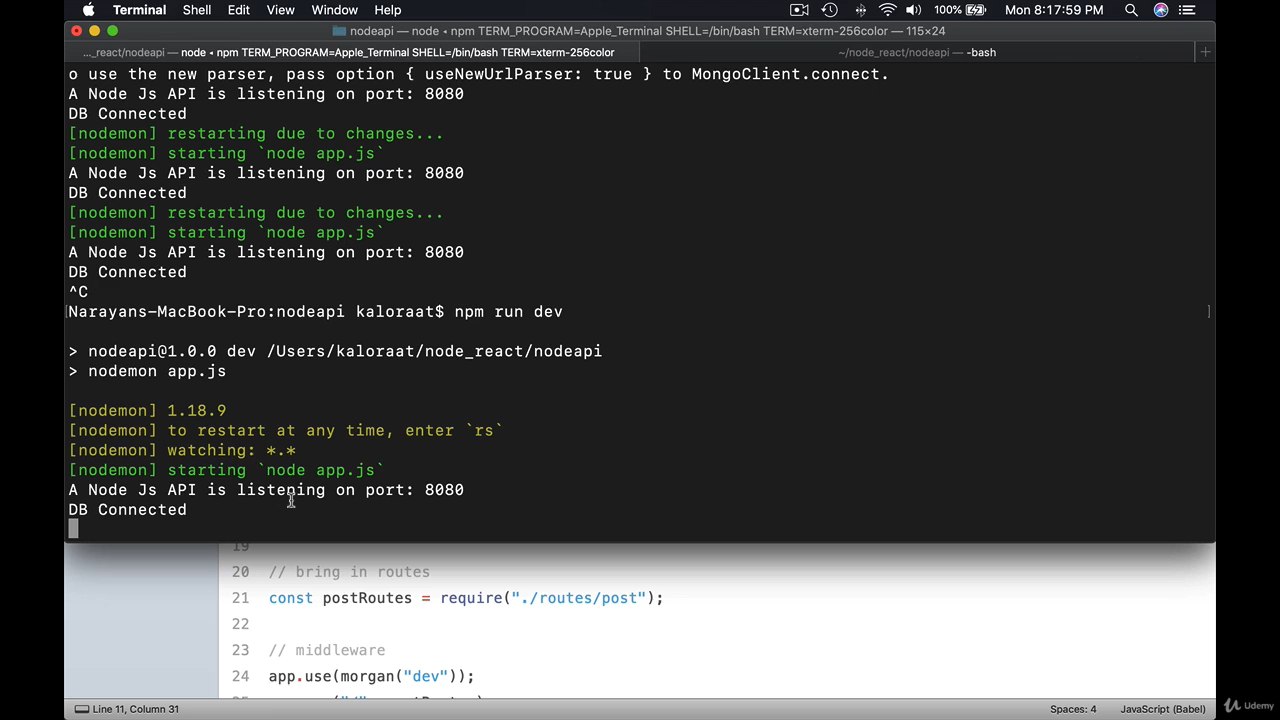 Terminal Shell Edit View Window Help 100% Mon 8:17:59 PM
nodeapi — node ◂ npm TERM_PROGRAM=Apple_Terminal SHELL=/bin/bash TERM=xterm-256color — 115×24
..._react/nodeapi — node ◂ npm TERM_PROGRAM=Apple_Terminal SHELL=/bin/bash TERM=xterm-256color ~/node_react/nodeapi — -bash +
o use the new parser, pass option { useNewUrlParser: true } to MongoClient.connect.
A Node Js API is listening on port: 8080
DB Connected
[nodemon] restarting due to changes...
[nodemon] starting `node app.js`
A Node Js API is listening on port: 8080
DB Connected
[nodemon] restarting due to changes...
[nodemon] starting `node app.js`
A Node Js API is listening on port: 8080
DB Connected
^C
[Narayans-MacBook-Pro:nodeapi kaloraat$ npm run dev ]
> nodeapi@1.0.0 dev /Users/kaloraat/node_react/nodeapi
> nodemon app.js
[nodemon] 1.18.9
[nodemon] to restart at any time, enter `rs`
[nodemon] watching: *.*
[nodemon] starting `node app.js`
A Node Js API is listening on port: 8080
DB Connected
19
20 // bring in routes
21 const postRoutes = require("./routes/post");
22
23 // middleware
24 app.use(morgan("dev"));
Line 11, Column 31 Spaces: 4 JavaScript (Babel)
Udemy